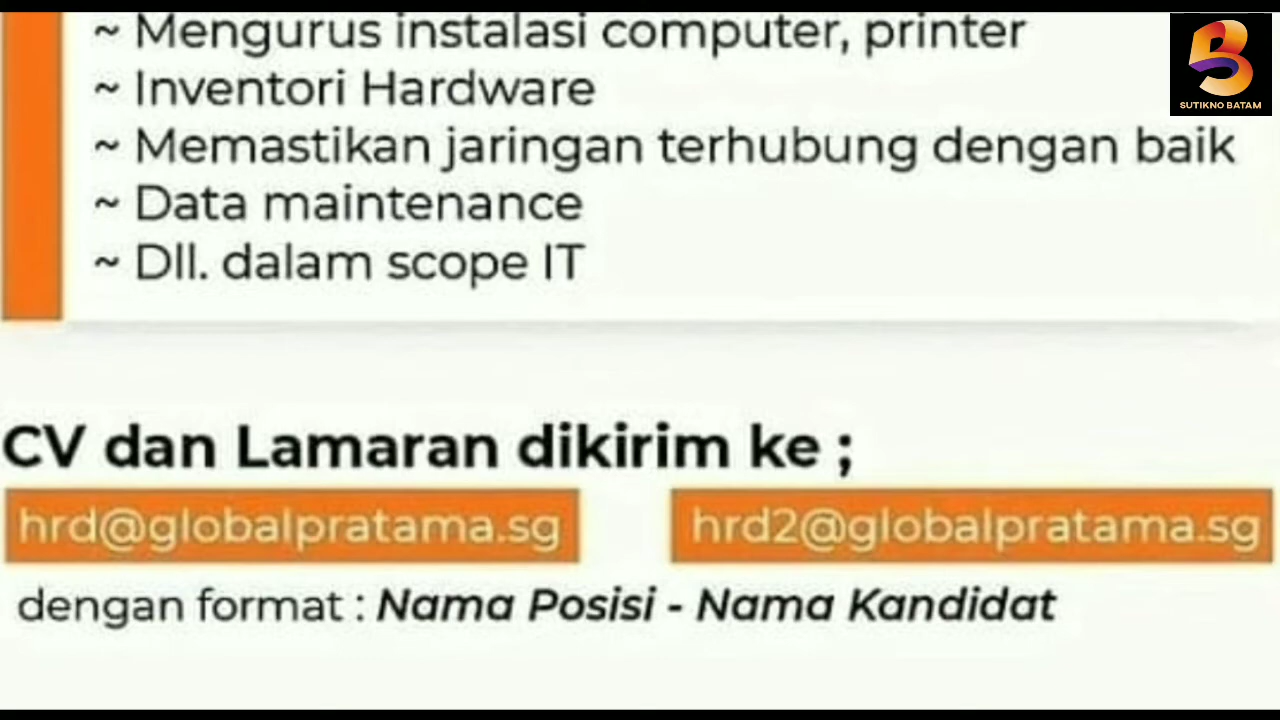 ~ Mengurus instalasi computer, printer
~ Inventori Hardware
~ Memastikan jaringan terhubung dengan baik
~ Data maintenance
~ Dll. dalam scope IT
SUTIKNO BATAM
CV dan Lamaran dikirim ke ;
hrd@globalpratama.sg hrd2@globalpratama.sg
dengan format : Nama Posisi - Nama Kandidat